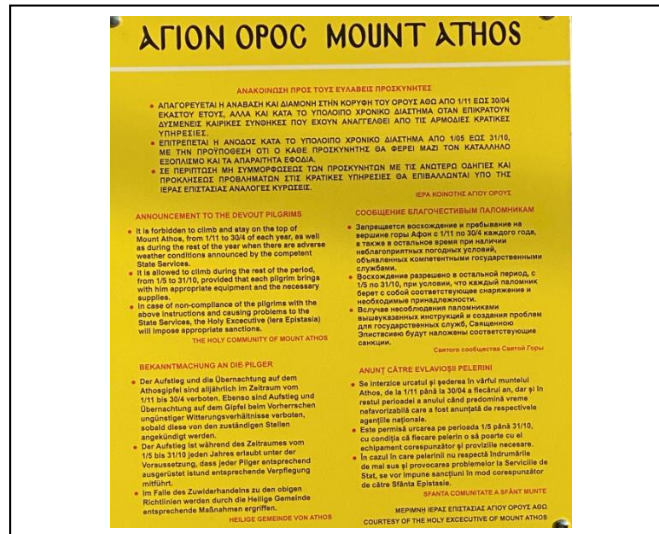 ΑΓΙΟΝ ΟΡΟC MOUNT ATHOS
ΑΝΑΚΟΙΝΩΣΗ ΠΡΟΣ ΤΟΥΣ ΕΥΛΑΒΕΙΣ ΠΡΟΣΚΥΝΗΤΕΣ
• ΑΠΑΓΟΡΕΥΕΤΑΙ Η ΑΝΑΒΑΣΗ ΚΑΙ ΔΙΑΜΟΝΗ ΣΤΗΝ ΚΟΡΥΦΗ ΤΟΥ ΟΡΟΥΣ ΑΘΩ ΑΠΟ 1/11 ΕΩΣ 30/04
ΕΚΑΣΤΟΥ ΕΤΟΥΣ, ΑΛΛΑ ΚΑΙ ΚΑΤΑ ΤΟ ΥΠΟΛΟΙΠΟ ΧΡΟΝΙΚΟ ΔΙΑΣΤΗΜΑ ΟΤΑΝ ΕΠΙΚΡΑΤΟΥΝ
ΔΥΣΜΕΝΕΙΣ ΚΑΙΡΙΚΕΣ ΣΥΝΘΗΚΕΣ ΠΟΥ ΕΧΟΥΝ ΑΝΑΓΓΕΛΘΕΙ ΑΠΟ ΤΙΣ ΑΡΜΟΔΙΕΣ ΚΡΑΤΙΚΕΣ
ΥΠΗΡΕΣΙΕΣ.
• ΕΠΙΤΡΕΠΕΤΑΙ Η ΑΝΟΔΟΣ ΚΑΤΑ ΤΟ ΥΠΟΛΟΙΠΟ ΧΡΟΝΙΚΟ ΔΙΑΣΤΗΜΑ ΑΠΟ 1/05 ΕΩΣ 31/10,
ΜΕ ΤΗΝ ΠΡΟΫΠΟΘΕΣΗ ΟΤΙ Ο ΚΑΘΕ ΠΡΟΣΚΥΝΗΤΗΣ ΘΑ ΦΕΡΕΙ ΜΑΖΙ ΤΟΝ ΚΑΤΑΛΛΗΛΟ
ΕΞΟΠΛΙΣΜΟ ΚΑΙ ΤΑ ΑΠΑΡΑΙΤΗΤΑ ΕΦΟΔΙΑ.
• ΣΕ ΠΕΡΙΠΤΩΣΗ ΜΗ ΣΥΜΜΟΡΦΩΣΕΩΣ ΤΩΝ ΠΡΟΣΚΥΝΗΤΩΝ ΜΕ ΤΙΣ ΑΝΩΤΕΡΩ ΟΔΗΓΙΕΣ ΚΑΙ
ΠΡΟΚΛΗΣΕΩΣ ΠΡΟΒΛΗΜΑΤΩΝ ΣΤΙΣ ΚΡΑΤΙΚΕΣ ΥΠΗΡΕΣΙΕΣ ΘΑ ΕΠΙΒΑΛΛΟΝΤΑΙ ΥΠΟ ΤΗΣ
ΙΕΡΑΣ ΕΠΙΣΤΑΣΙΑΣ ΑΝΑΛΟΓΕΣ ΚΥΡΩΣΕΙΣ.
ΙΕΡΑ ΚΟΙΝΟΤΗΣ ΑΓΙΟΥ ΟΡΟΥΣ
ANNOUNCEMENT TO THE DEVOUT PILGRIMS
• It is forbidden to climb and stay on the top of
Mount Athos, from 1/11 to 30/4 of each year, as well
as during the rest of the year when there are adverse
weather conditions announced by the competent
State Services.
• It is allowed to climb during the rest of the period,
from 1/5 to 31/10, provided that each pilgrim brings
with him appropriate equipment and the necessary
supplies.
• In case of non-compliance of the pilgrims with the
above instructions and causing problems to the
State Services, the Holy Executive (Iera Epistasia)
will impose appropriate sanctions.
THE HOLY COMMUNITY OF MOUNT ATHOS
СООБЩЕНИЕ БЛАГОЧЕСТИВЫМ ПАЛОМНИКАМ
• Запрещается восхождение и пребывание на
вершине горы Афон с 1/11 по 30/4 каждого года,
а также в остальное время при наличии
неблагоприятных погодных условий,
объявленных компетентными государственными
службами.
• Восхождение разрешено в остальной период, с
1/5 по 31/10, при условии, что каждый паломник
берет с собой соответствующее снаряжение и
необходимые принадлежности.
• Вслучае несоблюдения паломниками
вышеуказанных инструкций и создания проблем
для государственных служб, Священною
Эпистасиею будут наложены соответствующие
санкции.
Святого сообщество Святой Горы
BEKANNTMACHUNG AN DIE PILGER
• Der Aufstieg und die Übernachtung auf dem
Athosgipfel sind alljährlich im Zeitraum vom
1/11 bis 30/4 verboten. Ebenso sind Aufstieg und
Übernachtung auf dem Gipfel beim Vorherrschen
ungünstiger Witterungsverhältnisse verboten,
sobald diese von den zuständigen Stellen
angekündigt werden.
• Der Aufstieg ist während des Zeitraumes vom
1/5 bis 31/10 jeden Jahres erlaubt unter der
Voraussetzung, dass jeder Pilger entsprechend
ausgerüstet istund entsprechende Verpflegung
mitführt.
• im Falle des Zuwiderhandelns zu den obigen
Richtlinien werden durch die Heilige Gemeinde
entsprechende Maßnahmen ergriffen.
HEILIGE GEMEINDE VON ATHOS
ANUNȚ CĂTRE EVLAVIOȘII PELERINI
• Se interzice urcatul și șederea în vârful muntelui
Athos, de la 1/11 până la 30/04 a fiecărui an, dar și în
restul perioadei a anului când predomină vreme
nefavorizabilă care a fost anunțată de respectivele
agențiile naționale.
• Este permisă urcarea pe perioada 1/5 până 31/10,
cu condiția că fiecare pelerin o să poarte cu el
echipament corespunzător și proviziile necesare.
• În cazul în care pelerinii nu respectă îndrumările
de mai sus și provocarea problemelor la Serviciile de
Stat, se vor impune sancțiuni în mod corespunzător
de către Sfânta Epistasie.
SFANTA COMUNITATE A SFÂNT MUNTE
ΜΕΡΙΜΝΗ ΙΕΡΑΣ ΕΠΙΣΤΑΣΙΑΣ ΑΓΙΟΥ ΟΡΟΥΣ ΑΘΩ
COURTESY OF THE HOLY EXCECUTIVE OF MOUNT ATHOS